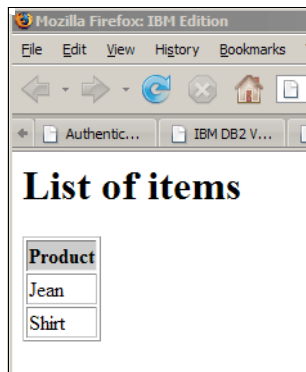 Mozilla Firefox: IBM Edition
File Edit View History Bookmarks
Authentic... IBM DB2 V...
List of items
Product
Jean
Shirt